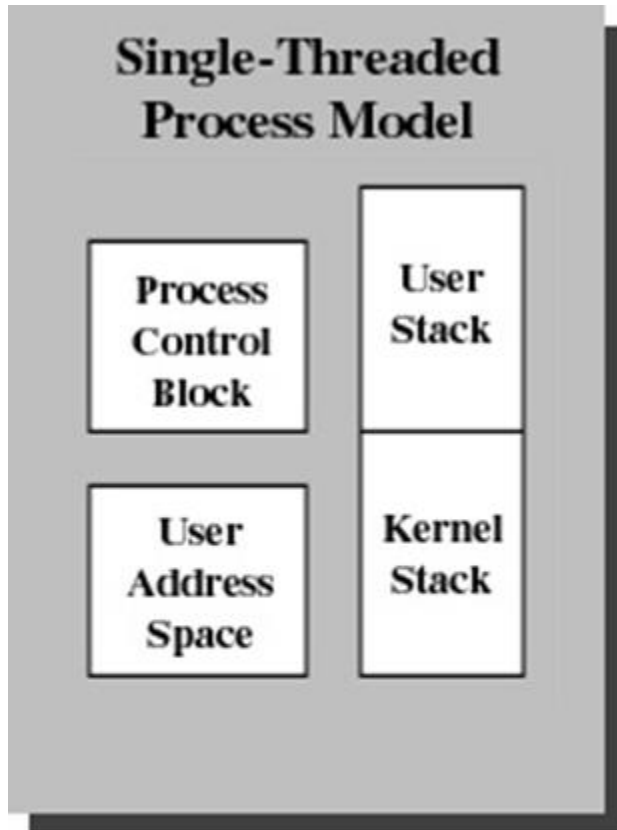 Single-Threaded
Process Model
Process
Control
Block
User
Stack
User
Address
Space
Kernel
Stack